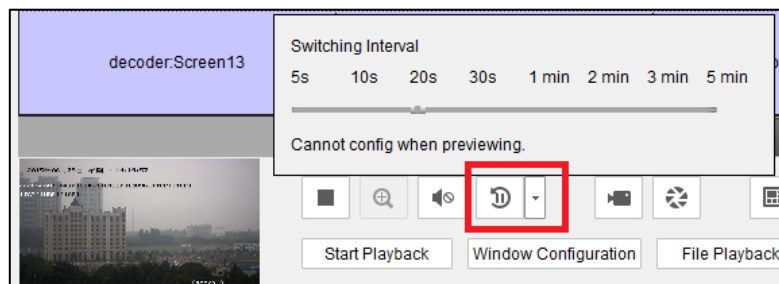 decoder:Screen13
Switching Interval
5s 10s 20s 30s 1 min 2 min 3 min 5 min
Cannot config when previewing.
Start Playback Window Configuration File Playback